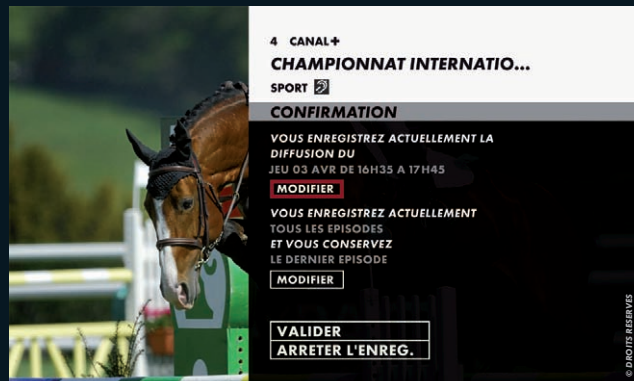 4 CANAL+
CHAMPIONNAT INTERNATIO...
SPORT
CONFIRMATION
VOUS ENREGISTREZ ACTUELLEMENT LA
DIFFUSION DU
JEU 03 AVR DE 16H35 A 17H45
MODIFIER
VOUS ENREGISTREZ ACTUELLEMENT
TOUS LES EPISODES
ET VOUS CONSERVEZ
LE DERNIER EPISODE
MODIFIER
VALIDER
ARRETER L'ENREG.
© DROITS RESERVES